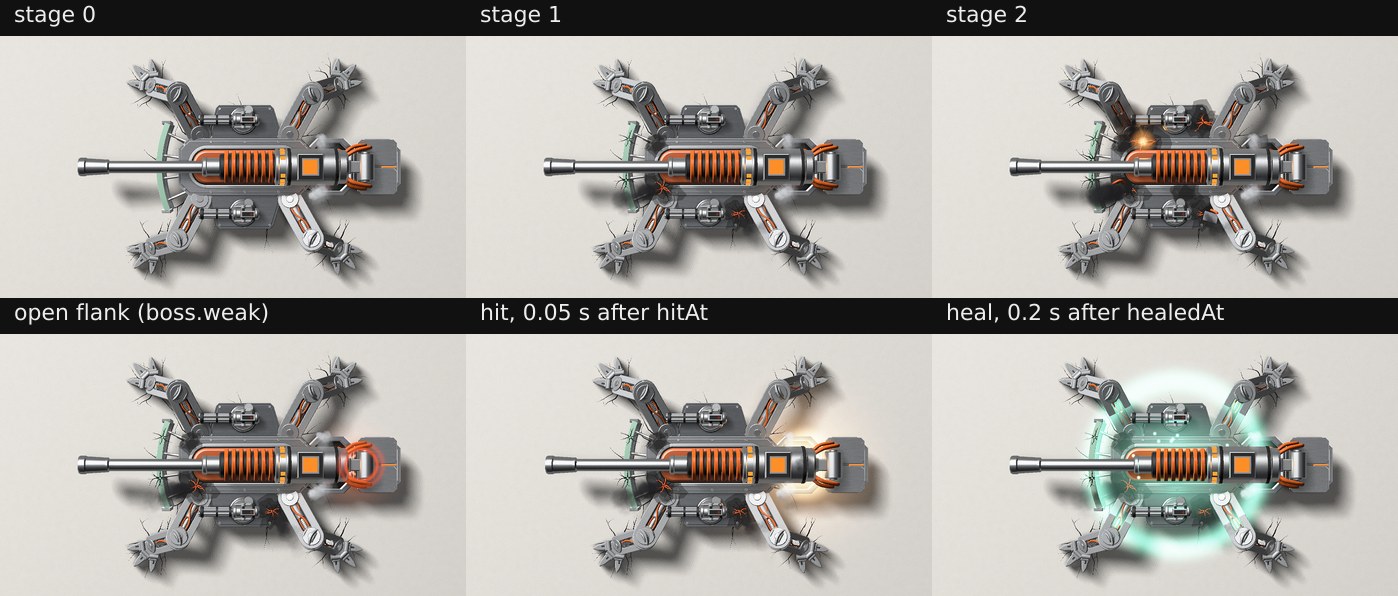 stage 0
stage 1
stage 2
open flank (boss.weak)
hit, 0.05 s after hitAt
heal, 0.2 s after healedAt